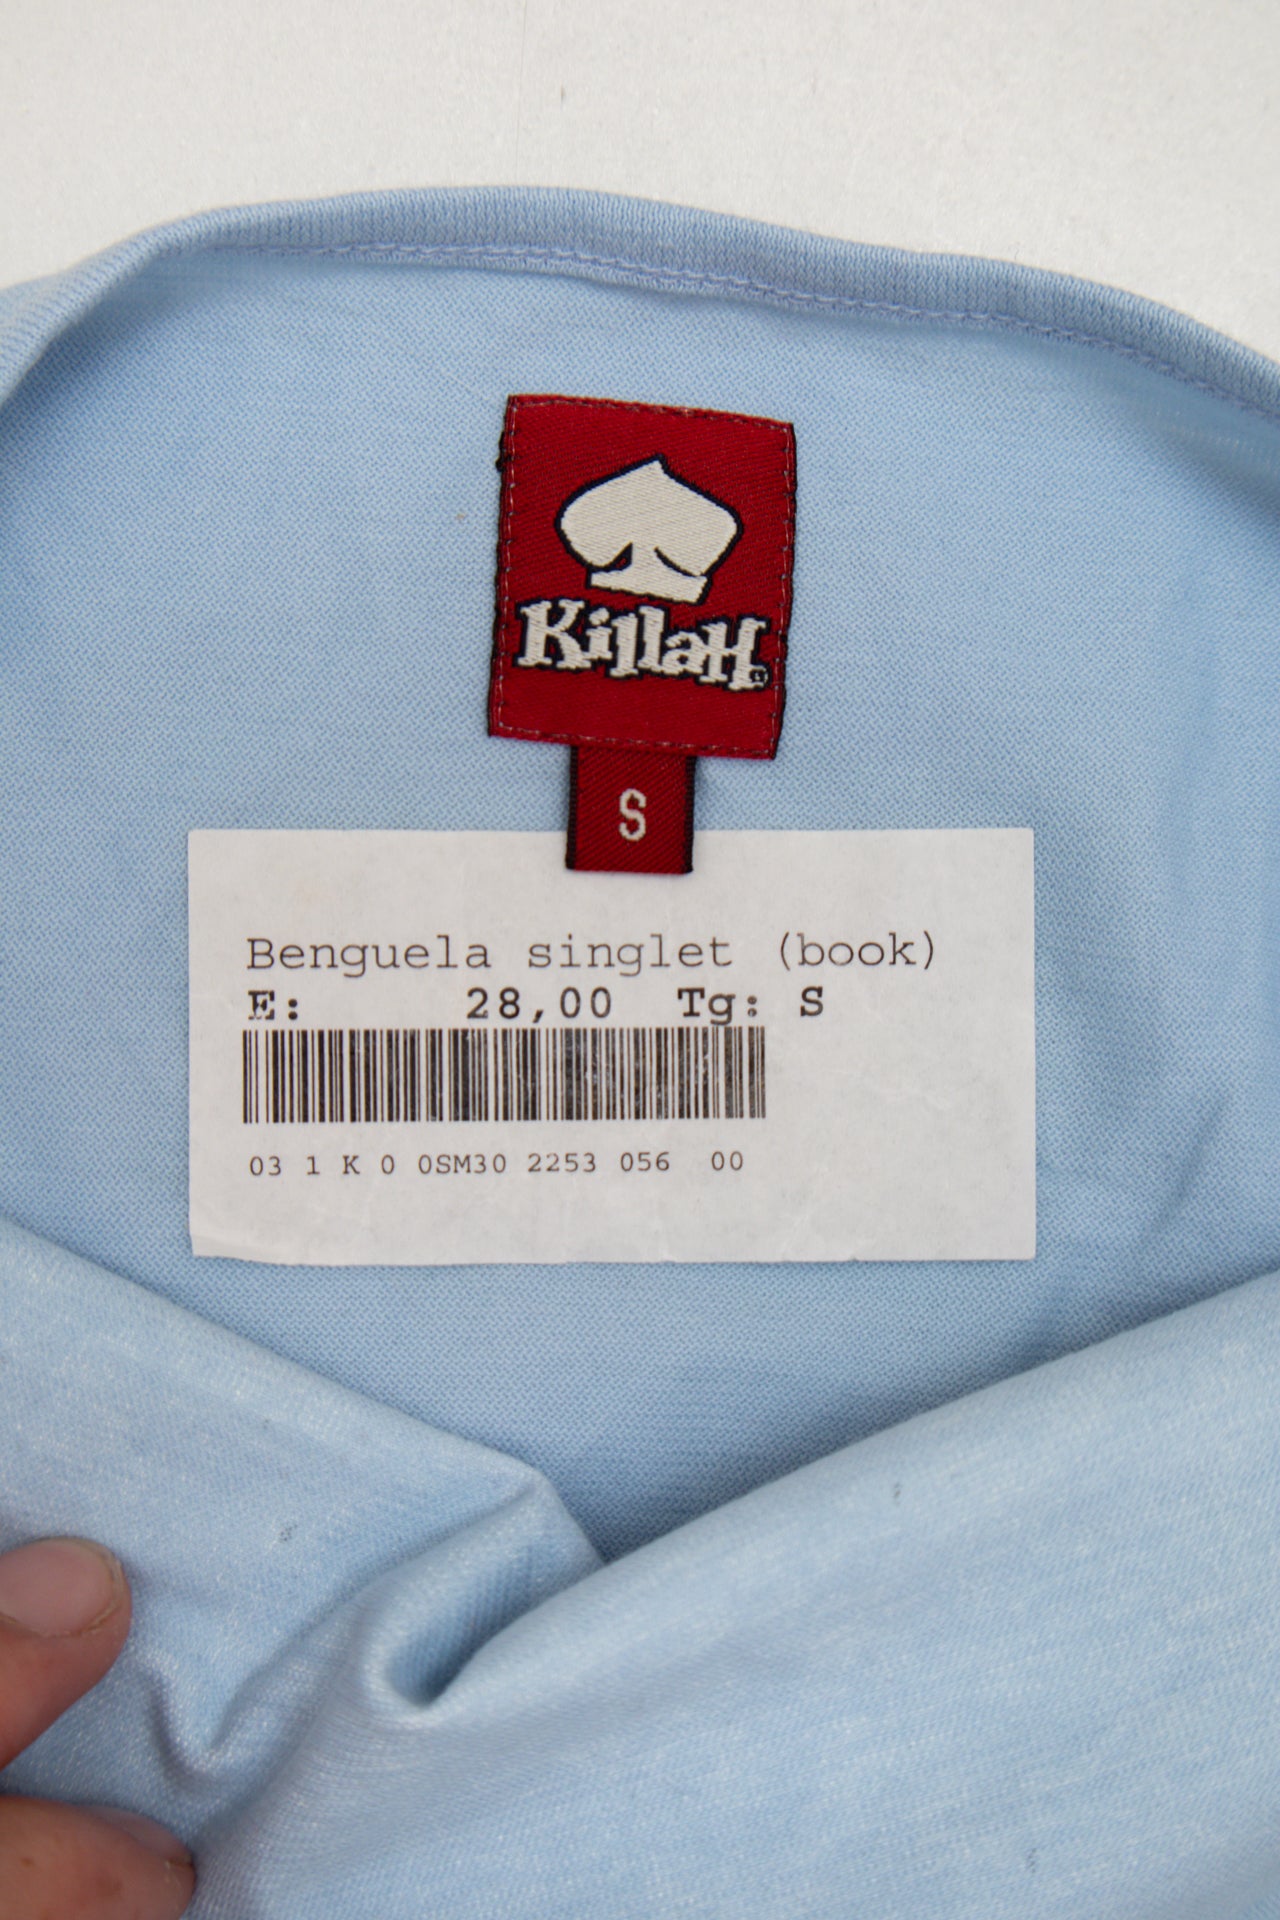 KillaH
S
Benguela singlet (book)
E: 28,00 Tg: S
03 1 K 0 0SM30 2253 056 00